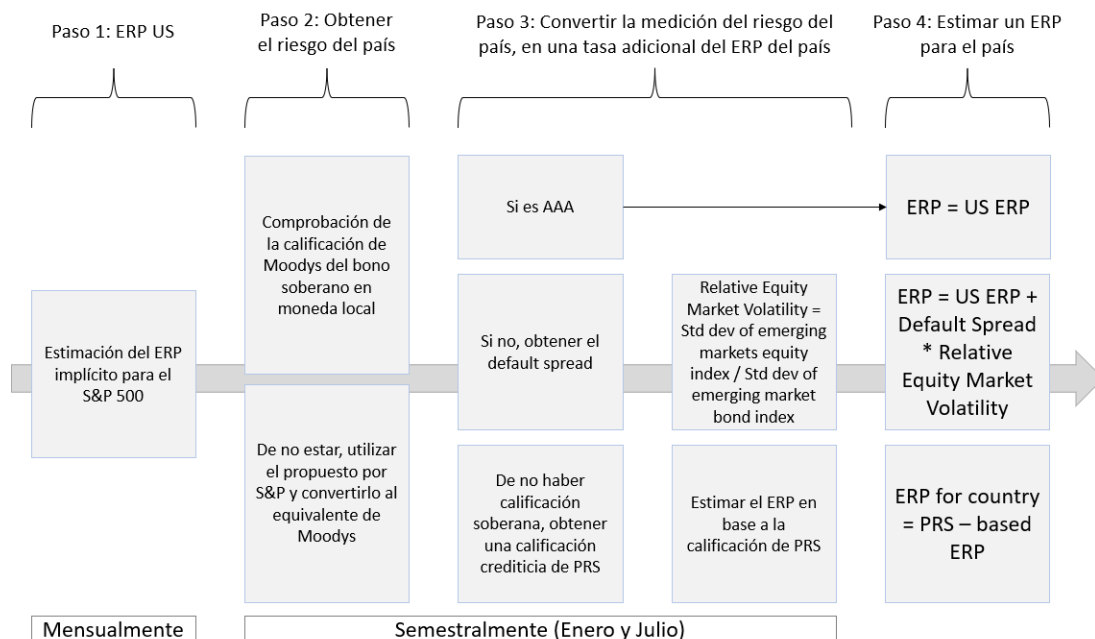 Paso 1: ERP US
Paso 2: Obtener
el riesgo del país
Paso 3: Convertir la medición del riesgo del
país, en una tasa adicional del ERP del país
Paso 4: Estimar un ERP
para el país
Estimación del ERP
implícito para el
S&P 500
Comprobación de
la calificación de
Moodys del bono
soberano en
moneda local
De no estar, utilizar
el propuesto por
S&P y convertirlo al
equivalente de
Moodys
Si es AAA
Si no, obtener el
default spread
De no haber
calificación
soberana, obtener
una calificación
crediticia de PRS
Relative Equity
Market Volatility =
Std dev of emerging
markets equity
index / Std dev of
emerging market
bond index
Estimar el ERP en
base a la
calificación de PRS
ERP = US ERP
ERP = US ERP +
Default Spread
* Relative
Equity Market
Volatility
ERP for country
= PRS – based
ERP
Mensualmente
Semestralmente (Enero y Julio)